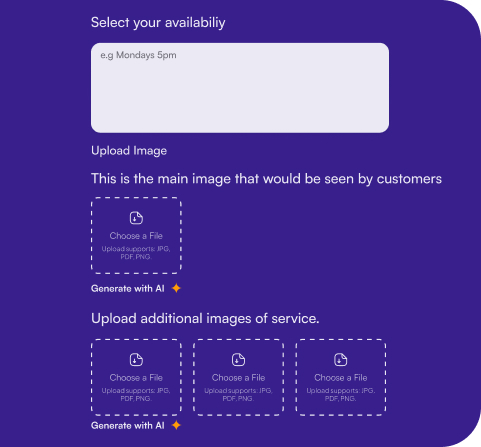 Select your availabiliy
e.g Mondays 5pm
Upload Image
This is the main image that would be seen by customers
Choose a File
Upload supports: JPG,
PDF, PNG.
Generate with AI
Upload additional images of service.
Choose a File
Upload supports: JPG,
PDF, PNG.
Choose a File
Upload supports: JPG,
PDF, PNG.
Choose a File
Upload supports: JPG,
PDF, PNG.
Generate with AI